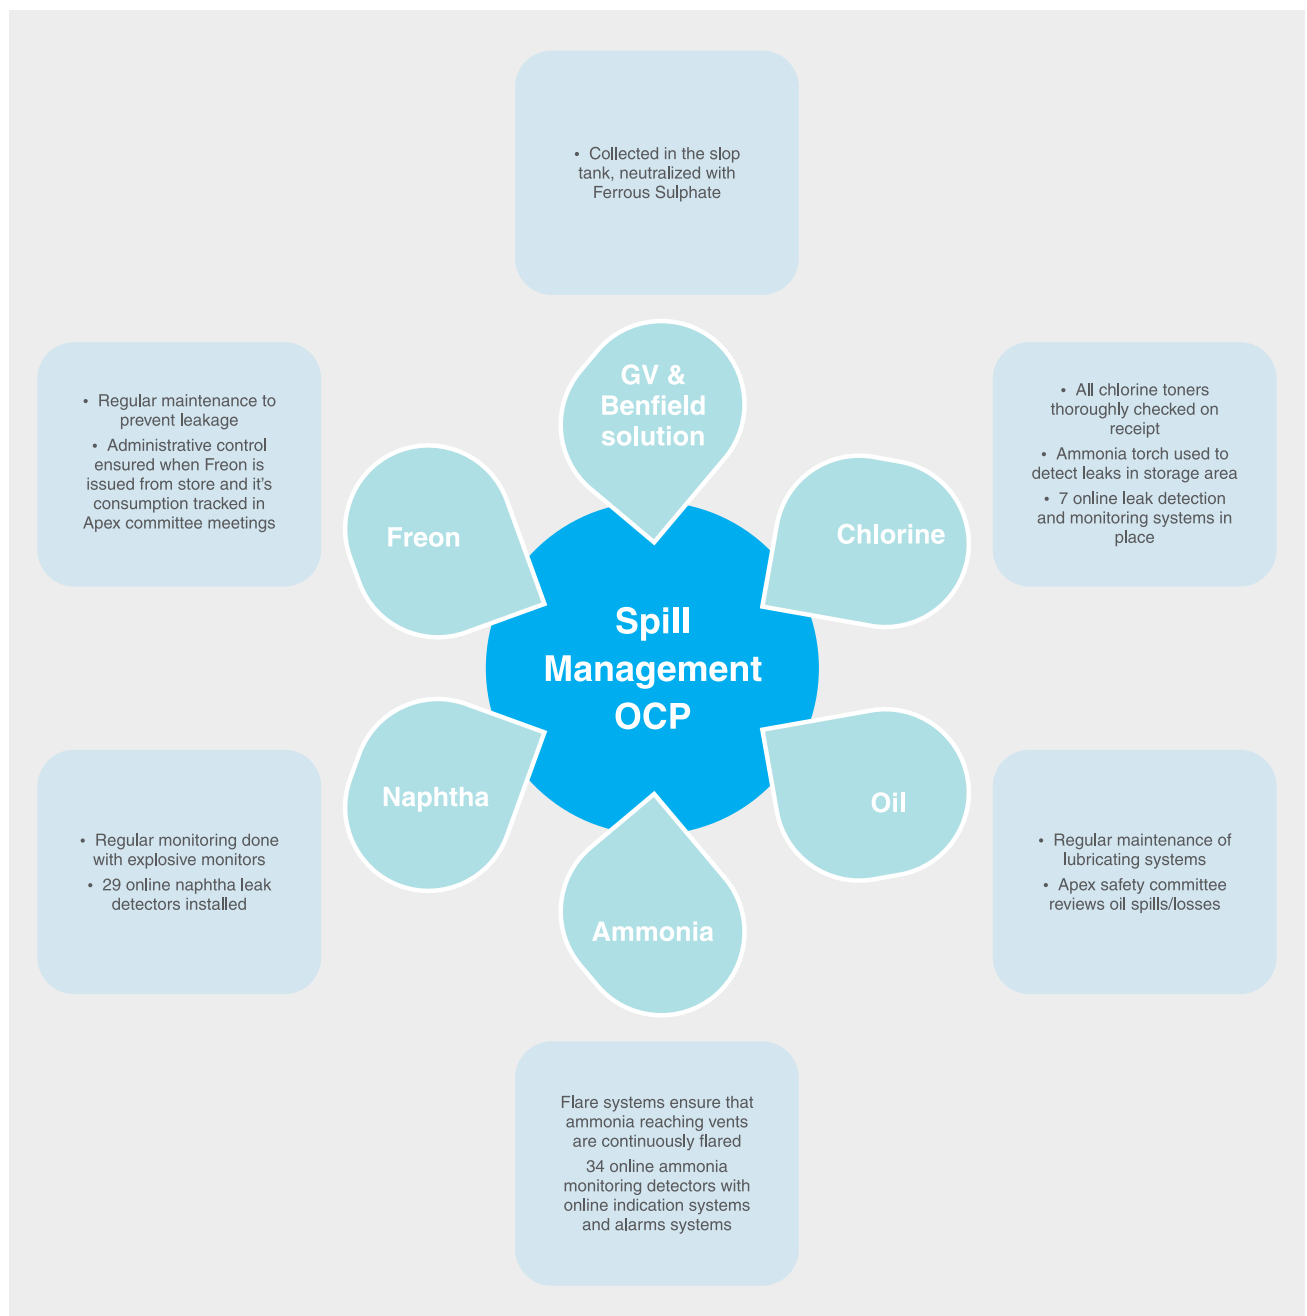 • Collected in the slop
tank, neutralized with
Ferrous Sulphate
GV &
Benfield
solution
• Regular maintenance to
prevent leakage
• Administrative control
ensured when Freon is
issued from store and it's
consumption tracked in
Apex committee meetings
Freon
Chlorine
• All chlorine toners
thoroughly checked on
receipt
• Ammonia torch used to
detect leaks in storage area
• 7 online leak detection
and monitoring systems in
place
Spill
Management
OCP
• Regular monitoring done
with explosive monitors
• 29 online naphtha leak
detectors installed
Naphtha
Oil
• Regular maintenance of
lubricating systems
• Apex safety committee
reviews oil spills/losses
Ammonia
Flare systems ensure that
ammonia reaching vents
are continuously flared
34 online ammonia
monitoring detectors with
online indication systems
and alarms systems